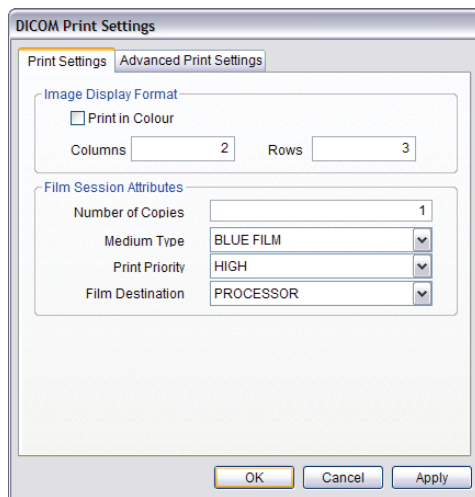 DICOM Print Settings
Print Settings Advanced Print Settings
Image Display Format
Print in Colour
Columns 2 Rows 3
Film Session Attributes
Number of Copies 1
Medium Type BLUE FILM
Print Priority HIGH
Film Destination PROCESSOR
OK Cancel Apply